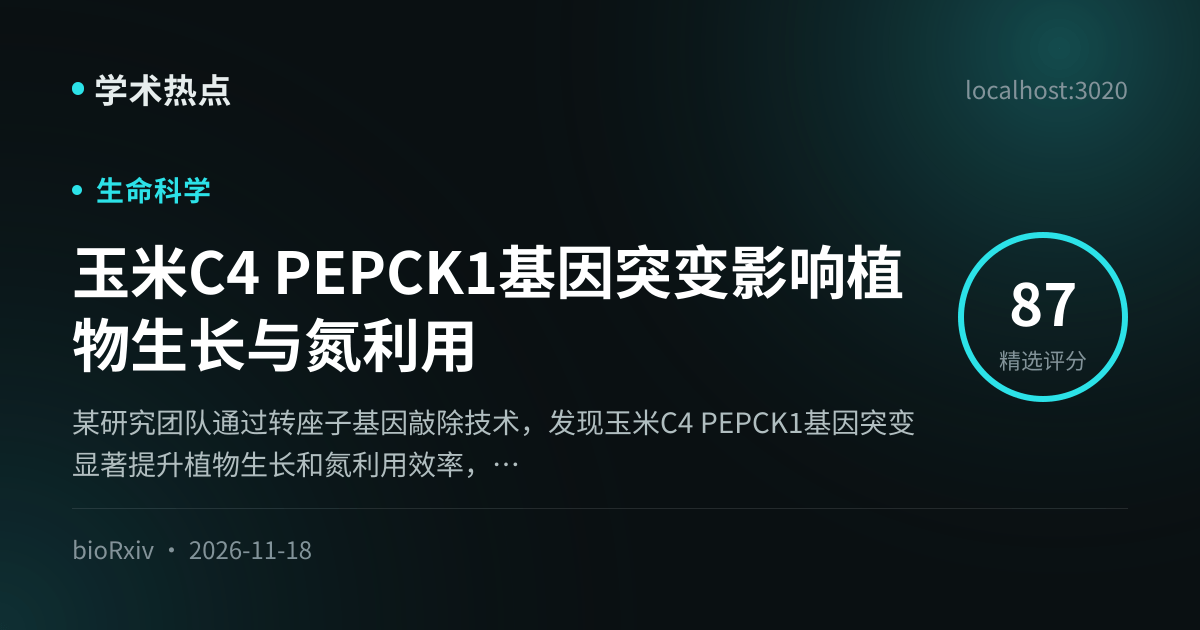 学术热点
localhost:3020
生命科学
玉米C4 PEPCK1基因突变影响植
物生长与氮利用
87
精选评分
某研究团队通过转座子基因敲除技术，发现玉米C4 PEPCK1基因突变
显著提升植物生长和氮利用效率，…
bioRxiv · 2026-11-18